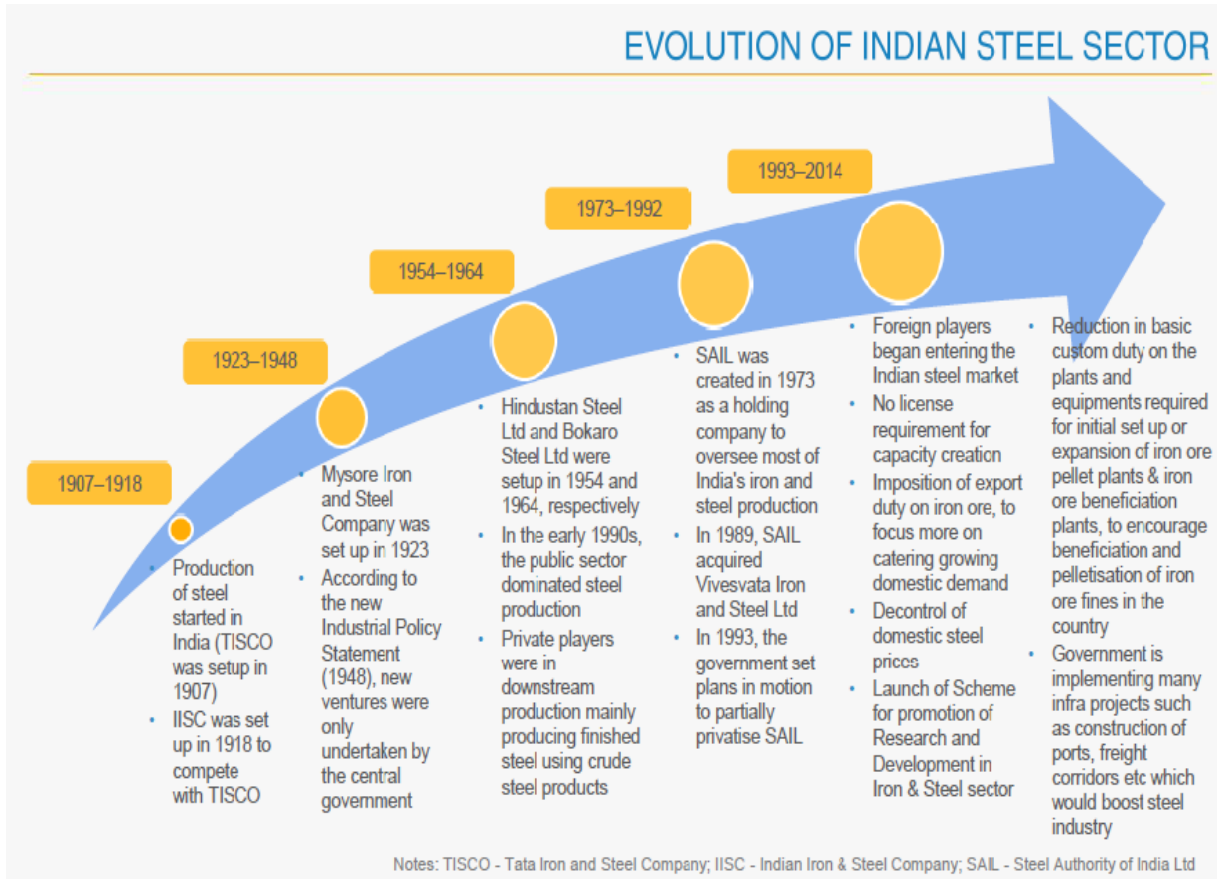 EVOLUTION OF INDIAN STEEL SECTOR
1907–1918
• Production
of steel
started in
India (TISCO
was setup in
1907)
• IISC was set
up in 1918 to
compete
with TISCO
1923–1948
• Mysore Iron
and Steel
Company was
set up in 1923
• According to
the new
Industrial Policy
Statement
(1948), new
ventures were
only
undertaken by
the central
government
1954–1964
• Hindustan Steel
Ltd and Bokaro
Steel Ltd were
setup in 1954 and
1964, respectively
• In the early 1990s,
the public sector
dominated steel
production
• Private players
were in
downstream
production mainly
producing finished
steel using crude
steel products
1973–1992
• SAIL was
created in 1973
as a holding
company to
oversee most of
India's iron and
steel production
• In 1989, SAIL
acquired
Vivesvata Iron
and Steel Ltd
• In 1993, the
government set
plans in motion
to partially
privatise SAIL
1993–2014
• Foreign players
began entering the
Indian steel market
• No license
requirement for
capacity creation
• Imposition of export
duty on iron ore, to
focus more on
catering growing
domestic demand
• Decontrol of
domestic steel
prices
• Launch of Scheme
for promotion of
Research and
Development in
Iron & Steel sector
• Reduction in basic
custom duty on the
plants and
equipments required
for initial set up or
expansion of iron ore
pellet plants & iron
ore beneficiation
plants, to encourage
beneficiation and
pelletisation of iron
ore fines in the
country
• Government is
implementing many
infra projects such
as construction of
ports, freight
corridors etc which
would boost steel
industry
Notes: TISCO - Tata Iron and Steel Company; IISC - Indian Iron & Steel Company; SAIL - Steel Authority of India Ltd